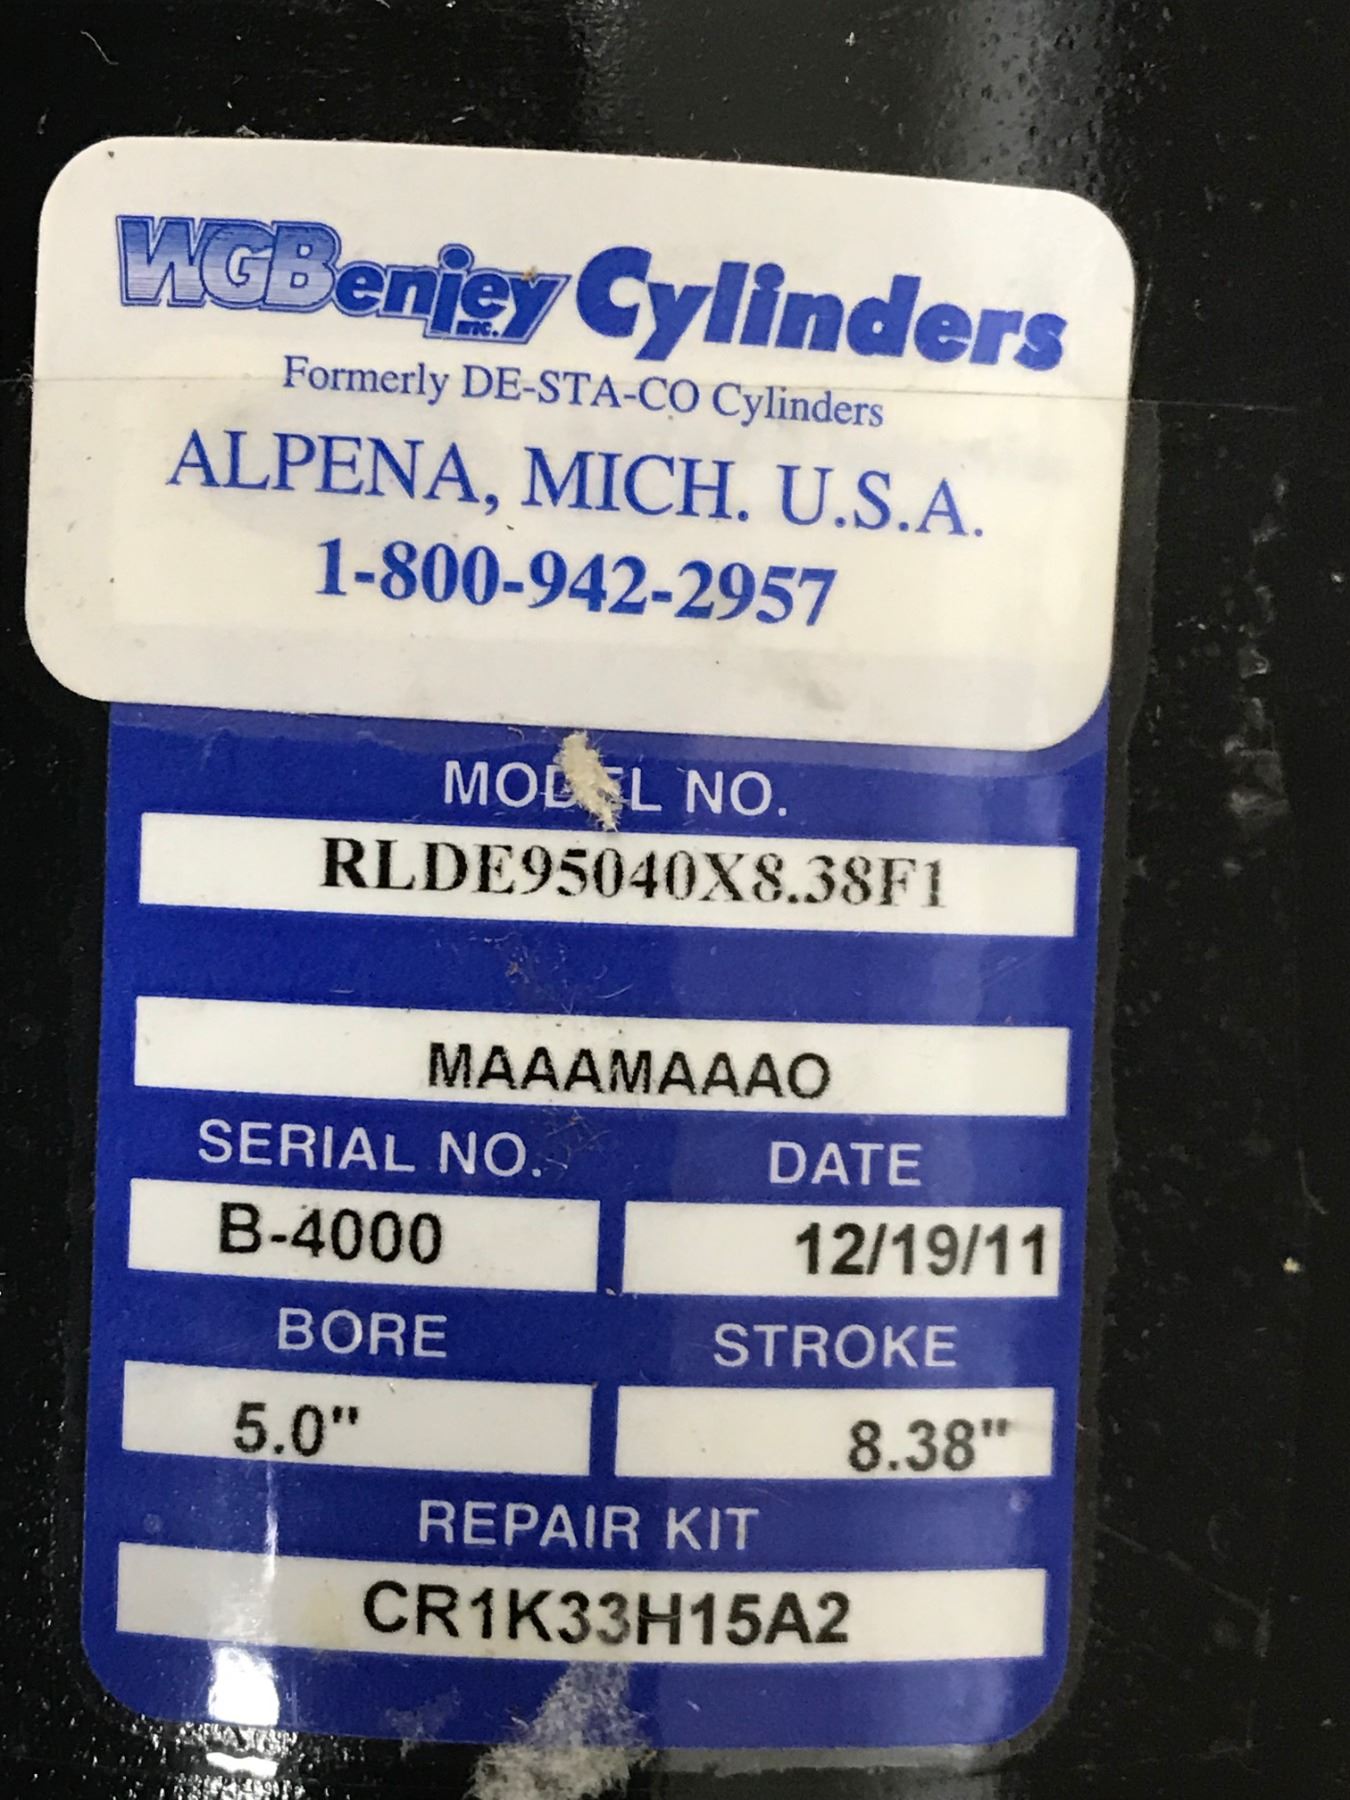 WGBenjey INC. Cylinders
Formerly DE-STA-CO Cylinders
ALPENA, MICH. U.S.A.
1-800-942-2957
MODEL NO.
RLDE95040X8.38F1
MAAAMAAAO
SERIAL NO. DATE
B-4000 12/19/11
BORE STROKE
5.0" 8.38"
REPAIR KIT
CR1K33H15A2